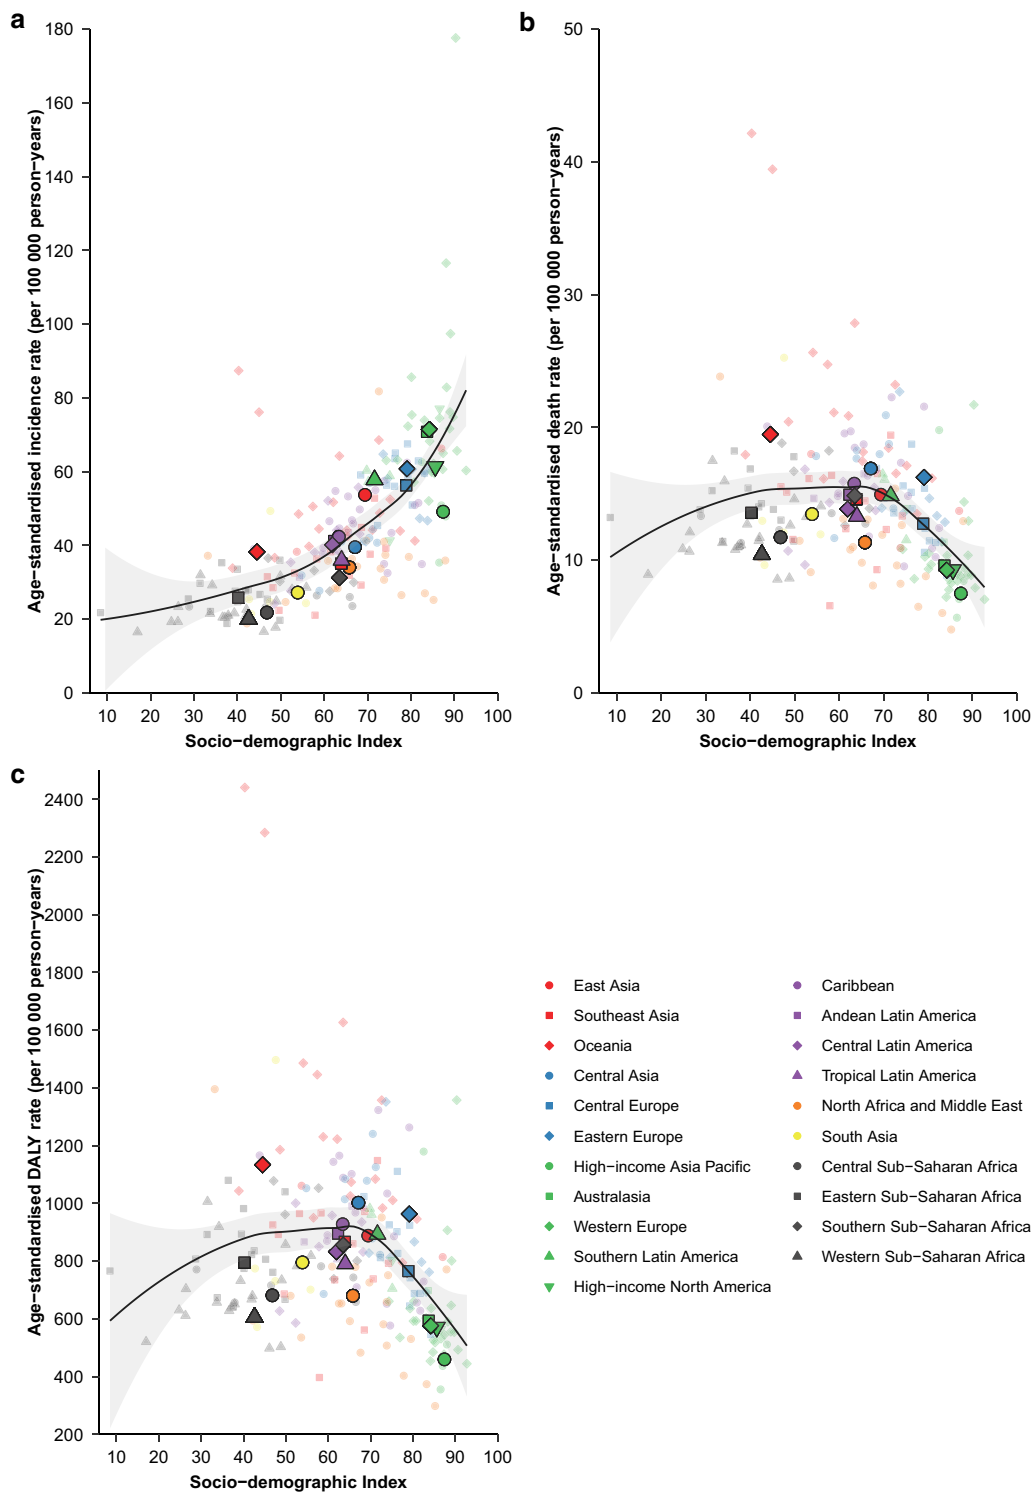 a
Age−standardised incidence rate (per 100 000 person−years)
180
160
140
120
100
80
60
40
20
0
10 20 30 40 50 60 70 80 90 100
Socio−demographic Index
b
Age−standardised death rate (per 100 000 person−years)
50
40
30
20
10
0
10 20 30 40 50 60 70 80 90 100
Socio−demographic Index
c
Age−standardised DALY rate (per 100 000 person−years)
2400
2200
2000
1800
1600
1400
1200
1000
800
600
400
200
10 20 30 40 50 60 70 80 90 100
Socio−demographic Index
East Asia
Southeast Asia
Oceania
Central Asia
Central Europe
Eastern Europe
High−income Asia Pacific
Australasia
Western Europe
Southern Latin America
High−income North America
Caribbean
Andean Latin America
Central Latin America
Tropical Latin America
North Africa and Middle East
South Asia
Central Sub−Saharan Africa
Eastern Sub−Saharan Africa
Southern Sub−Saharan Africa
Western Sub−Saharan Africa